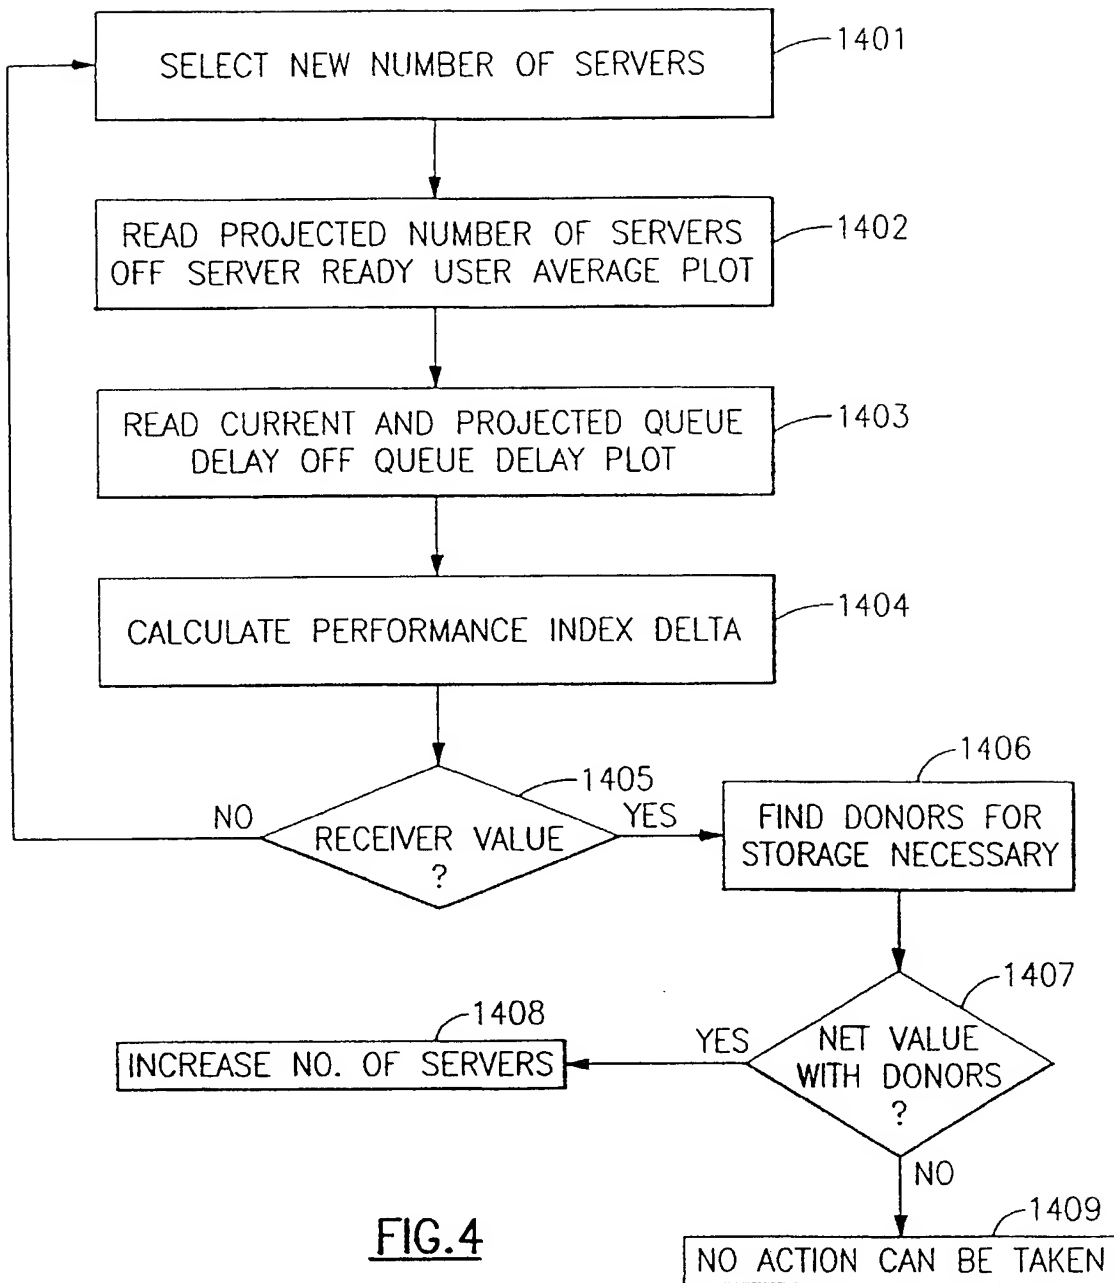 SELECT NEW NUMBER OF SERVERS
1401
READ PROJECTED NUMBER OF SERVERS
OFF SERVER READY USER AVERAGE PLOT
1402
READ CURRENT AND PROJECTED QUEUE
DELAY OFF QUEUE DELAY PLOT
1403
CALCULATE PERFORMANCE INDEX DELTA
1404
1405
NO
RECEIVER VALUE
?
YES
1406
FIND DONORS FOR
STORAGE NECESSARY
1407
NET VALUE
WITH DONORS
?
YES
1408
INCREASE NO. OF SERVERS
NO
1409
NO ACTION CAN BE TAKEN
FIG.4